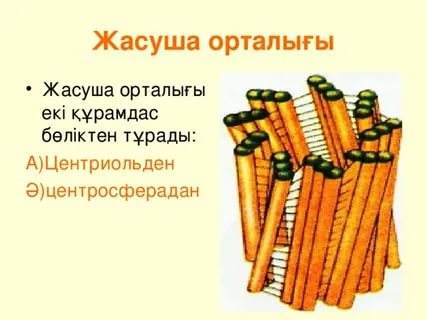 Жасуша орталығы
• Жасуша орталығы
екі құрамдас
бөліктен тұрады:
А)Центриольден
Ә)центросферадан